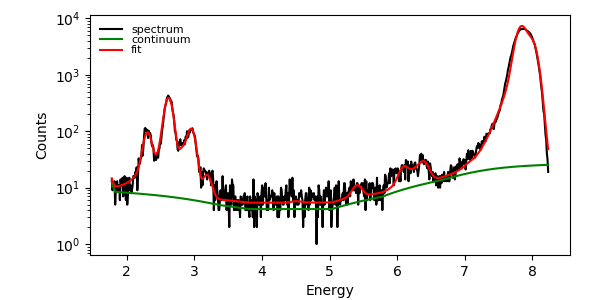 10⁴
10³
10²
10¹
10⁰
Counts
spectrum
continuum
fit
2 3 4 5 6 7 8
Energy